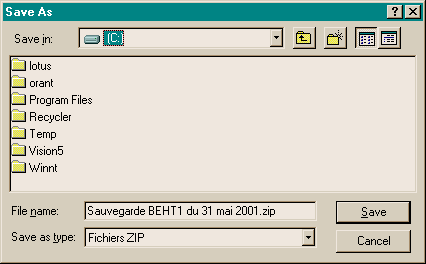 Save As
Save in: (C:)
lotus
orant
Program Files
Recycler
Temp
Vision5
Winnt
File name: Sauvegarde BEHT1 du 31 mai 2001.zip Save
Save as type: Fichiers ZIP Cancel